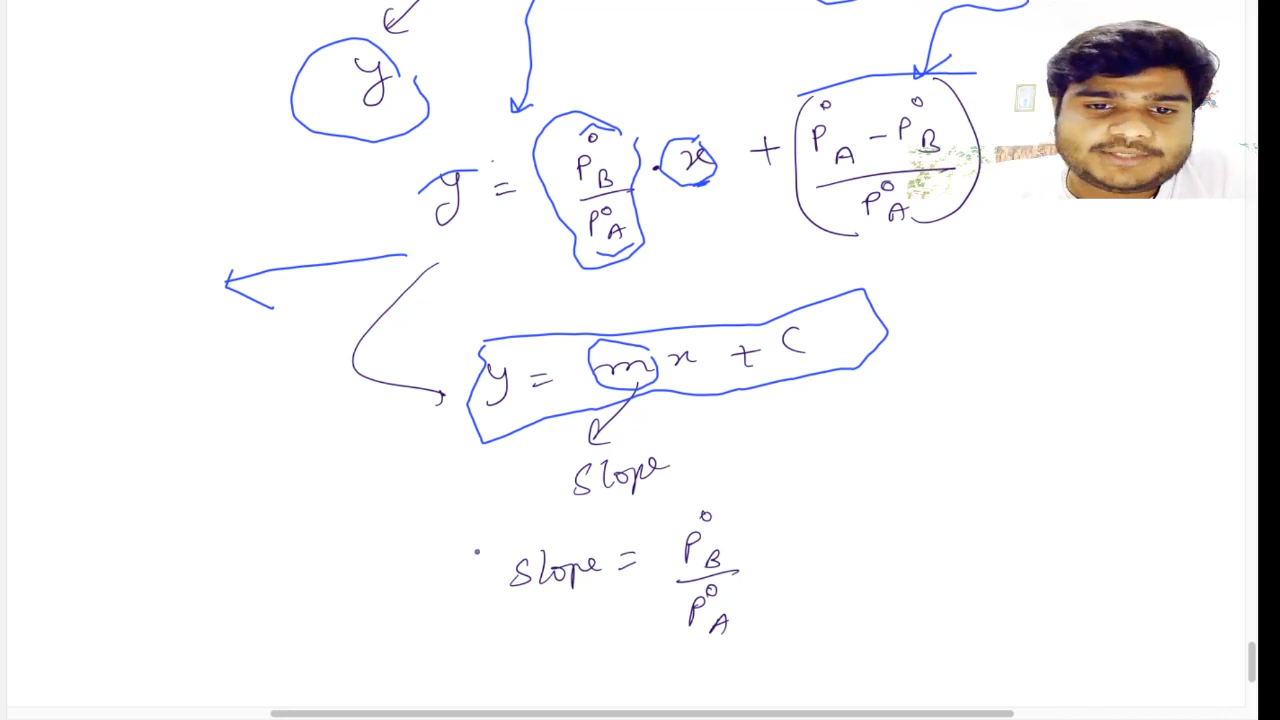 y
y = P°B / P°A . x + (P°A − P°B / P°A)
y = mx + C
Slope
Slope = P°B / P°A